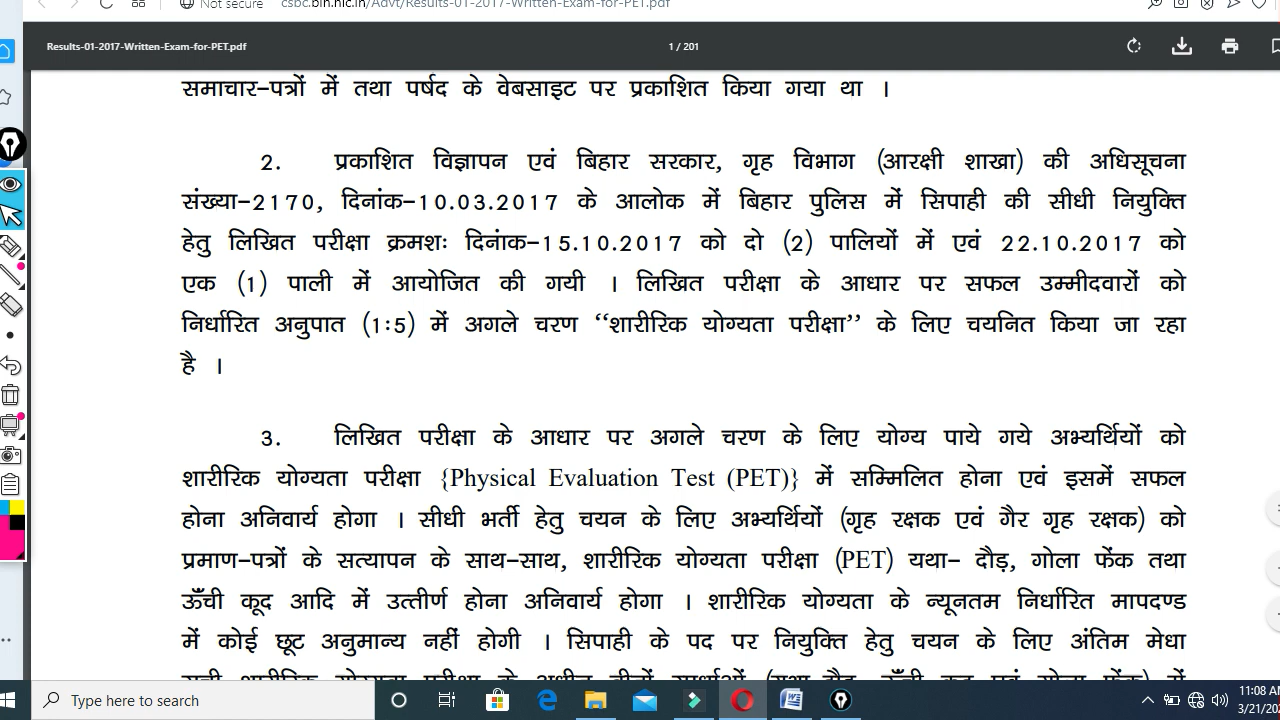 Not secure csbc.bih.nic.in/Advt/Results-01-2017-Written-Exam-for-PET.pdf
Results-01-2017-Written-Exam-for-PET.pdf 1 / 201
समाचार-पत्रों में तथा पर्षद के वेबसाइट पर प्रकाशित किया गया था ।
2. प्रकाशित विज्ञापन एवं बिहार सरकार, गृह विभाग (आरक्षी शाखा) की अधिसूचना
संख्या-2170, दिनांक-10.03.2017 के आलोक में बिहार पुलिस में सिपाही की सीधी नियुक्ति
हेतु लिखित परीक्षा क्रमशः दिनांक-15.10.2017 को दो (2) पालियों में एवं 22.10.2017 को
एक (1) पाली में आयोजित की गयी । लिखित परीक्षा के आधार पर सफल उम्मीदवारों को
निर्धारित अनुपात (1:5) में अगले चरण ‘‘शारीरिक योग्यता परीक्षा’’ के लिए चयनित किया जा रहा
है ।
3. लिखित परीक्षा के आधार पर अगले चरण के लिए योग्य पाये गये अभ्यर्थियों को
शारीरिक योग्यता परीक्षा {Physical Evaluation Test (PET)} में सम्मिलित होना एवं इसमें सफल
होना अनिवार्य होगा । सीधी भर्ती हेतु चयन के लिए अभ्यर्थियों (गृह रक्षक एवं गैर गृह रक्षक) को
प्रमाण-पत्रों के सत्यापन के साथ-साथ, शारीरिक योग्यता परीक्षा (PET) यथा- दौड़, गोला फेंक तथा
ऊँची कूद आदि में उत्तीर्ण होना अनिवार्य होगा । शारीरिक योग्यता के न्यूनतम निर्धारित मापदण्ड
में कोई छूट अनुमान्य नहीं होगी । सिपाही के पद पर नियुक्ति हेतु चयन के लिए अंतिम मेधा
Type here to search
11:08 AM
3/21/20